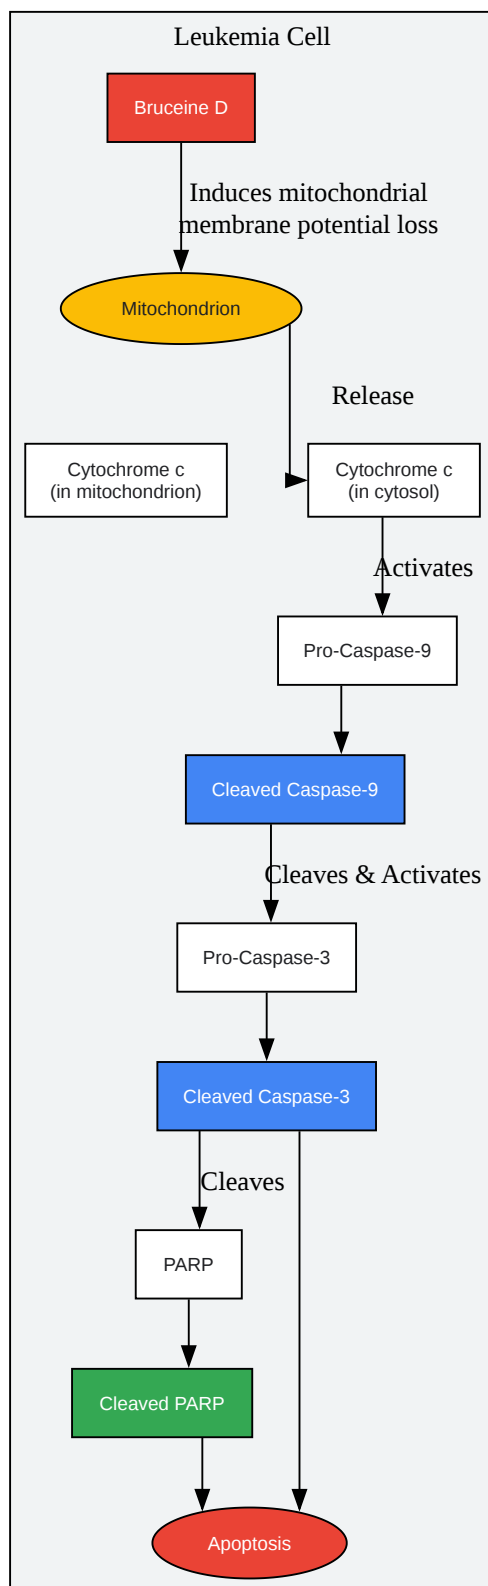 Leukemia Cell
Bruceine D
Induces mitochondrial
membrane potential loss
Mitochondrion
Release
Cytochrome c
(in mitochondrion)
Cytochrome c
(in cytosol)
Activates
Pro-Caspase-9
Cleaved Caspase-9
Cleaves & Activates
Pro-Caspase-3
Cleaved Caspase-3
Cleaves
PARP
Cleaved PARP
Apoptosis